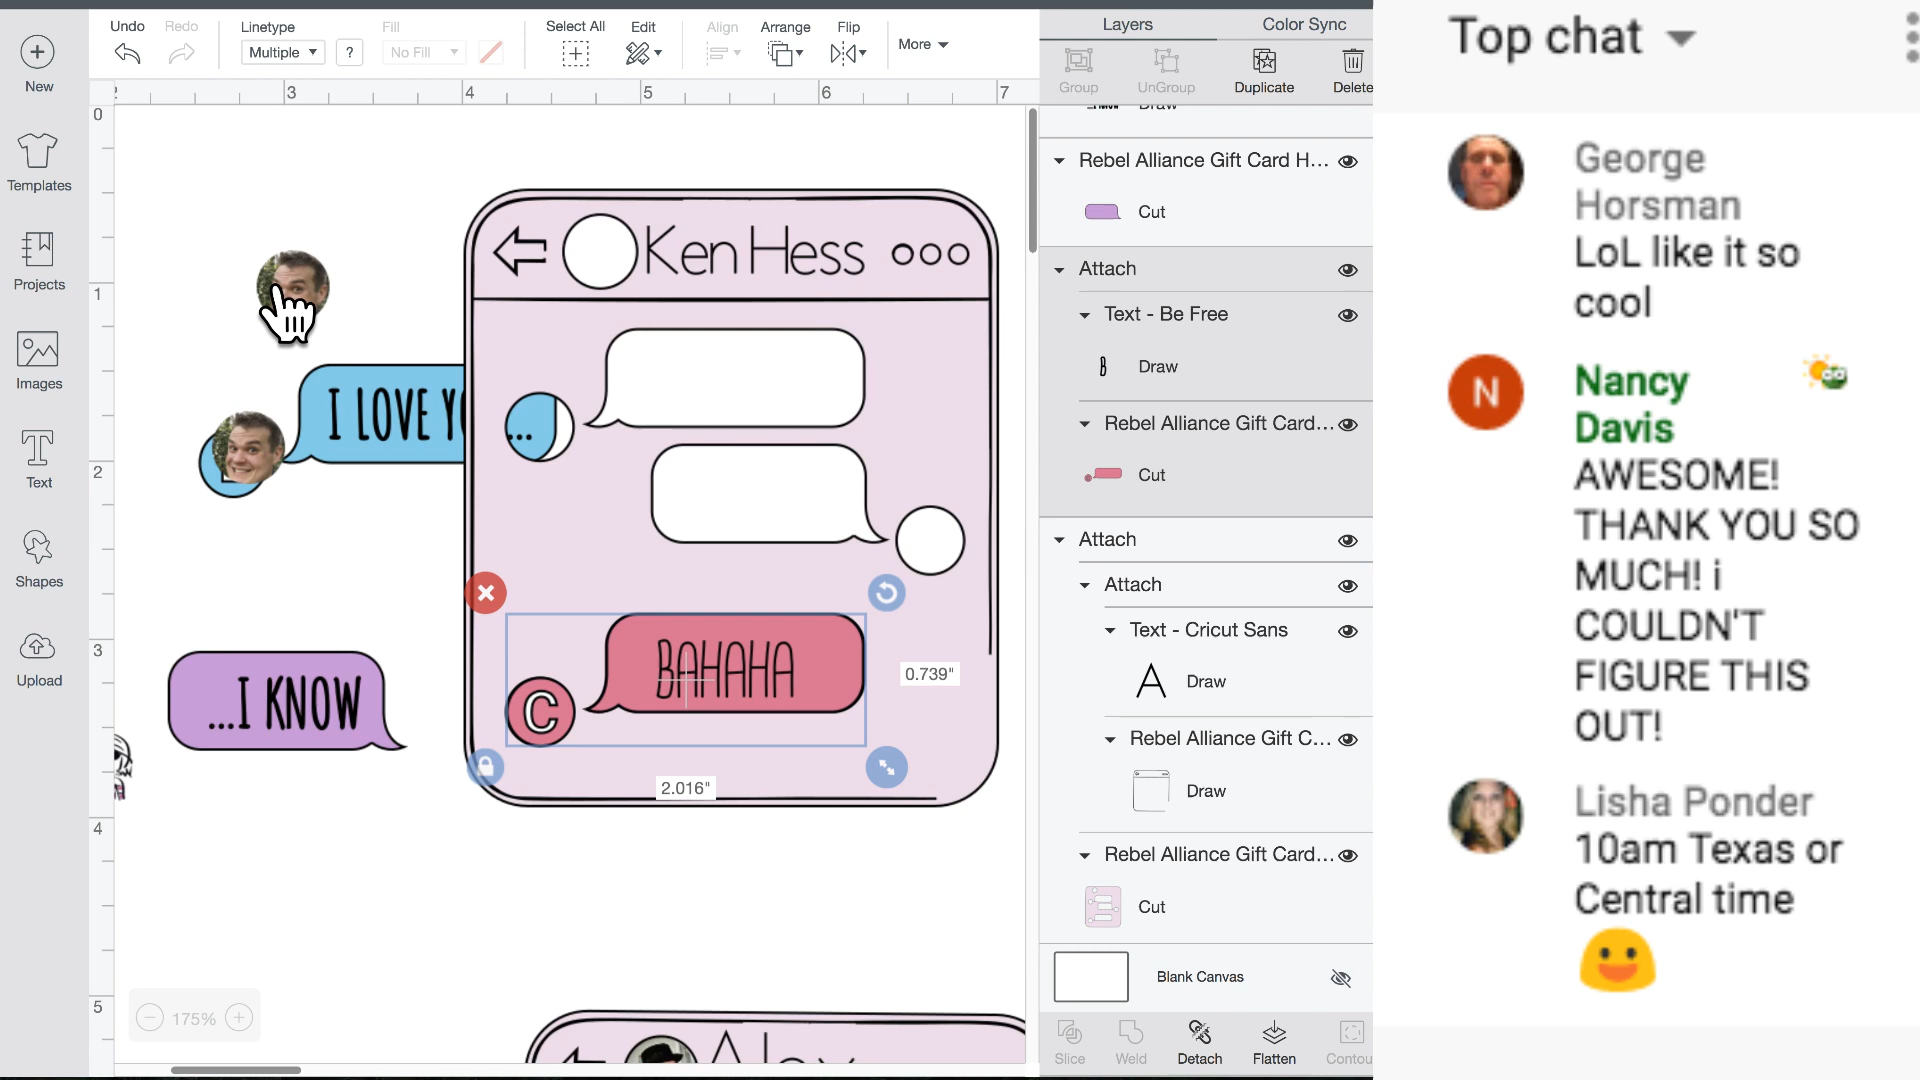 Undo
Redo
Linetype
Multiple
?
Fill
No Fill
Select All
Edit
Align
Arrange
Flip
More
New
Templates
Projects
Images
Text
Shapes
Upload
3
4
5
6
7
0
1
2
3
4
5
Ken Hess
I LOVE YO
...
...I KNOW
BAHAHA
C
0.739"
2.016"
Alex
175%
Layers
Color Sync
Group
UnGroup
Duplicate
Delete
Draw
Rebel Alliance Gift Card H...
Cut
Attach
Text - Be Free
B
Draw
Rebel Alliance Gift Card...
Cut
Attach
Attach
Text - Cricut Sans
A
Draw
Rebel Alliance Gift C...
Draw
Rebel Alliance Gift Card...
Cut
Blank Canvas
Slice
Weld
Detach
Flatten
Contou
Top chat
George
Horsman
LoL like it so
cool
N
Nancy
Davis
AWESOME!
THANK YOU SO
MUCH! i
COULDN'T
FIGURE THIS
OUT!
Lisha Ponder
10am Texas or
Central time